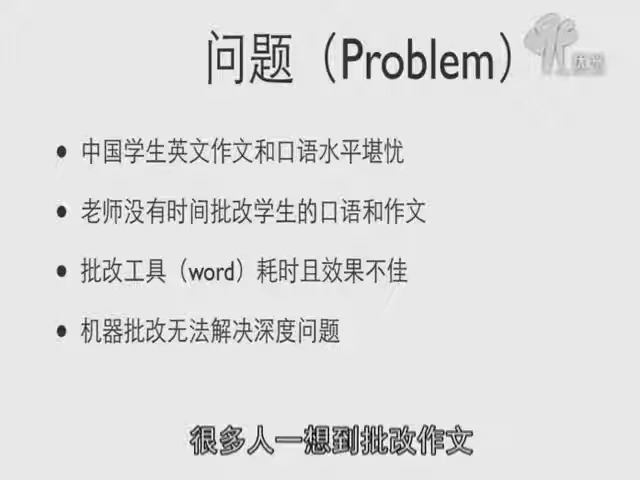 问题（Problem）
• 中国学生英文作文和口语水平堪忧
• 老师没有时间批改学生的口语和作文
• 批改工具（word）耗时且效果不佳
• 机器批改无法解决深度问题
很多人一想到批改作文